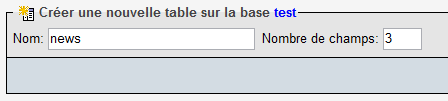 Créer une nouvelle table sur la base test
Nom: news Nombre de champs: 3